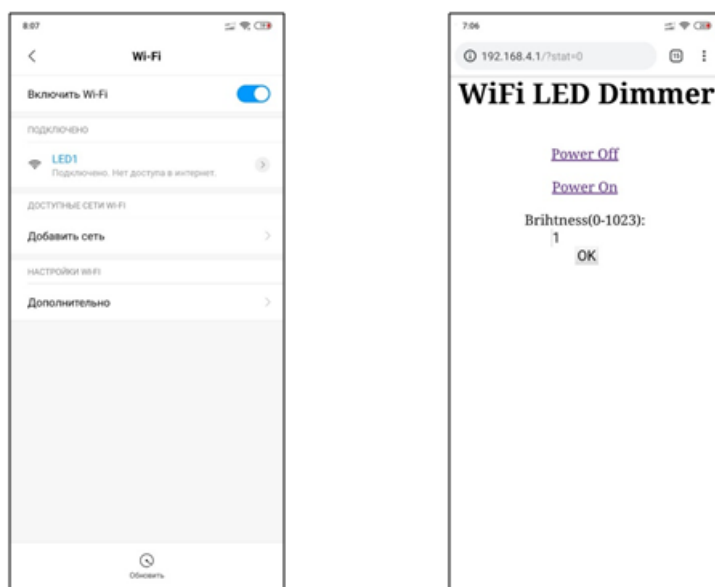 8:07
Wi-Fi
Включить Wi-Fi
ПОДКЛЮЧЕНО
LED1
Подключено. Нет доступа в интернет.
ДОСТУПНЫЕ СЕТИ WI-FI
Добавить сеть
НАСТРОЙКИ WI-FI
Дополнительно
Обновить
7:06
192.168.4.1/?stat=0
WiFi LED Dimmer
Power Off
Power On
Brihtness(0-1023):
1
OK